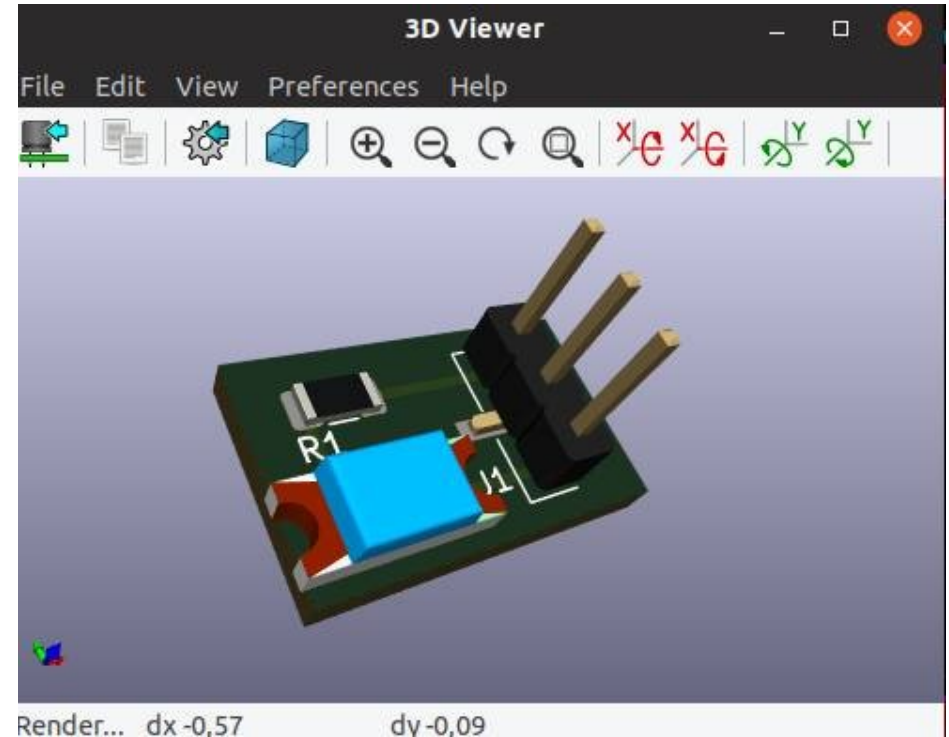 3D Viewer
File Edit View Preferences Help
X X Y Y
R1
J1
Render... dx -0,57 dy -0,09